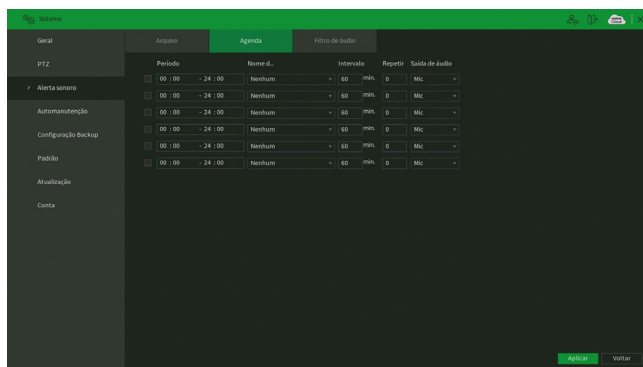 Sistema
Geral
PTZ
Alerta sonoro
Automanutenção
Configuração Backup
Padrão
Atualização
Conta
Arquivo Agenda Filtro de áudio
Período Nome d... Intervalo Repetir Saída de áudio
00 : 00 - 24 : 00 Nenhum 60 min. 0 Mic
00 : 00 - 24 : 00 Nenhum 60 min. 0 Mic
00 : 00 - 24 : 00 Nenhum 60 min. 0 Mic
00 : 00 - 24 : 00 Nenhum 60 min. 0 Mic
00 : 00 - 24 : 00 Nenhum 60 min. 0 Mic
00 : 00 - 24 : 00 Nenhum 60 min. 0 Mic
Aplicar Voltar